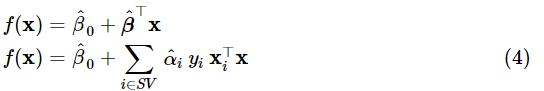 f(𝐱) = β̂₀ + 𝛃̂ᵀ𝐱
f(𝐱) = β̂₀ + ∑_{i∈SV} α̂ᵢ yᵢ 𝐱ᵢᵀ𝐱 (4)